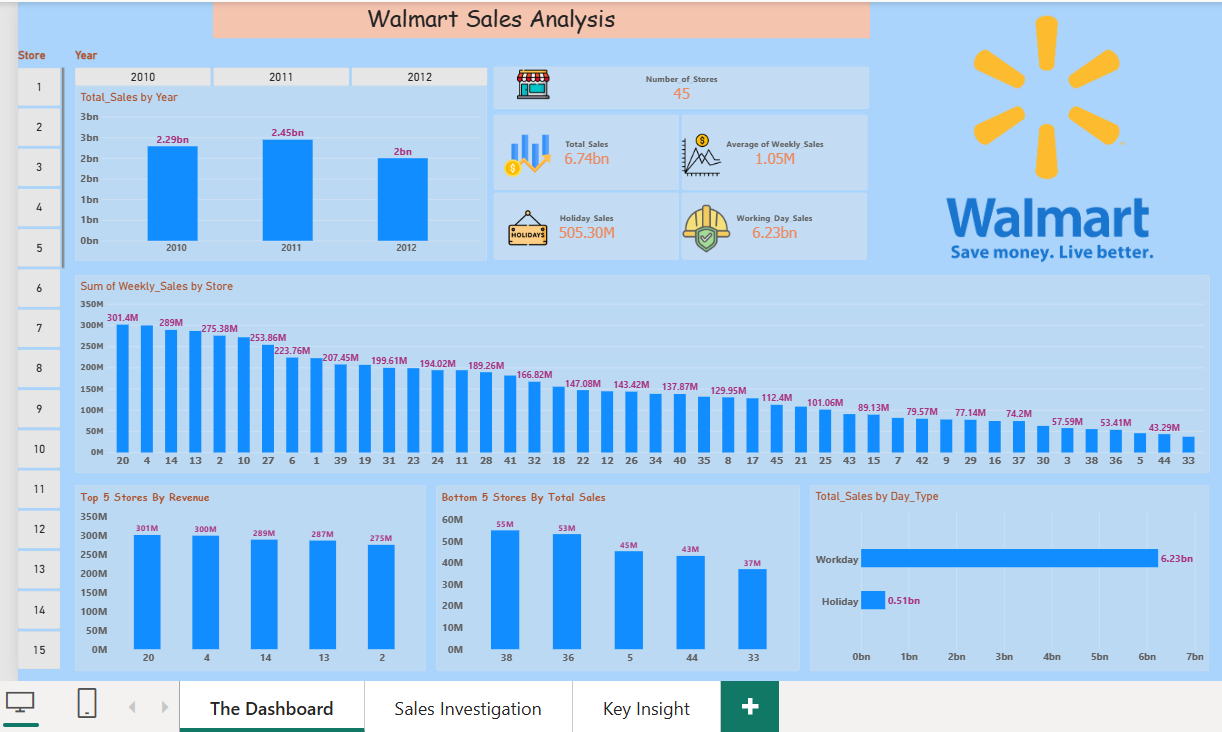 Walmart Sales Analysis
Store
1
2
3
4
5
6
7
8
9
10
11
12
13
14
15
Year
2010 2011 2012
Total_Sales by Year
3bn
3bn
2bn
2bn
1bn
1bn
0bn
2.29bn 2.45bn 2bn
2010 2011 2012
Number of Stores
45
Total Sales
6.74bn
Average of Weekly_Sales
1.05M
HOLIDAYS
Holiday Sales
505.30M
Working Day Sales
6.23bn
Walmart
Save money. Live better.
Sum of Weekly_Sales by Store
350M
300M
250M
200M
150M
100M
50M
0M
301.4M 289M 275.38M 253.86M 223.76M 207.45M 199.61M 194.02M 189.26M 166.82M 147.08M 143.42M 137.87M 129.95M 112.4M 101.06M 89.13M 79.57M 77.14M 74.2M 57.59M 53.41M 43.29M
20 4 14 13 2 10 27 6 1 39 19 31 23 24 11 28 41 32 18 22 12 26 34 40 35 8 17 45 21 25 43 15 7 42 9 29 16 37 30 3 38 36 5 44 33
Top 5 Stores By Revenue
350M
300M
250M
200M
150M
100M
50M
0M
301M 300M 289M 287M 275M
20 4 14 13 2
Bottom 5 Stores By Total Sales
60M
50M
40M
30M
20M
10M
0M
55M 53M 45M 43M 37M
38 36 5 44 33
Total_Sales by Day_Type
Workday 6.23bn
Holiday 0.51bn
0bn 1bn 2bn 3bn 4bn 5bn 6bn 7bn
The Dashboard Sales Investigation Key Insight +